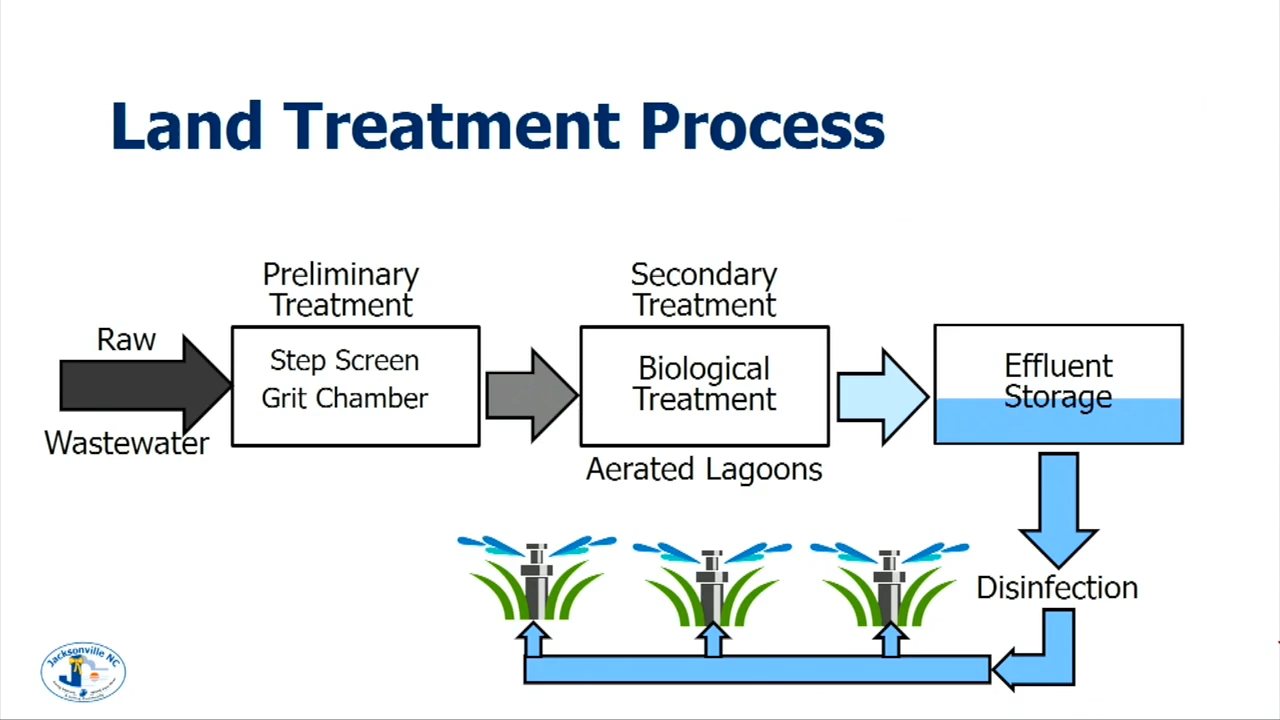 Land Treatment Process
Preliminary
Treatment
Secondary
Treatment
Raw
Wastewater
Step Screen
Grit Chamber
Biological
Treatment
Aerated Lagoons
Effluent
Storage
Disinfection
Jacksonville NC